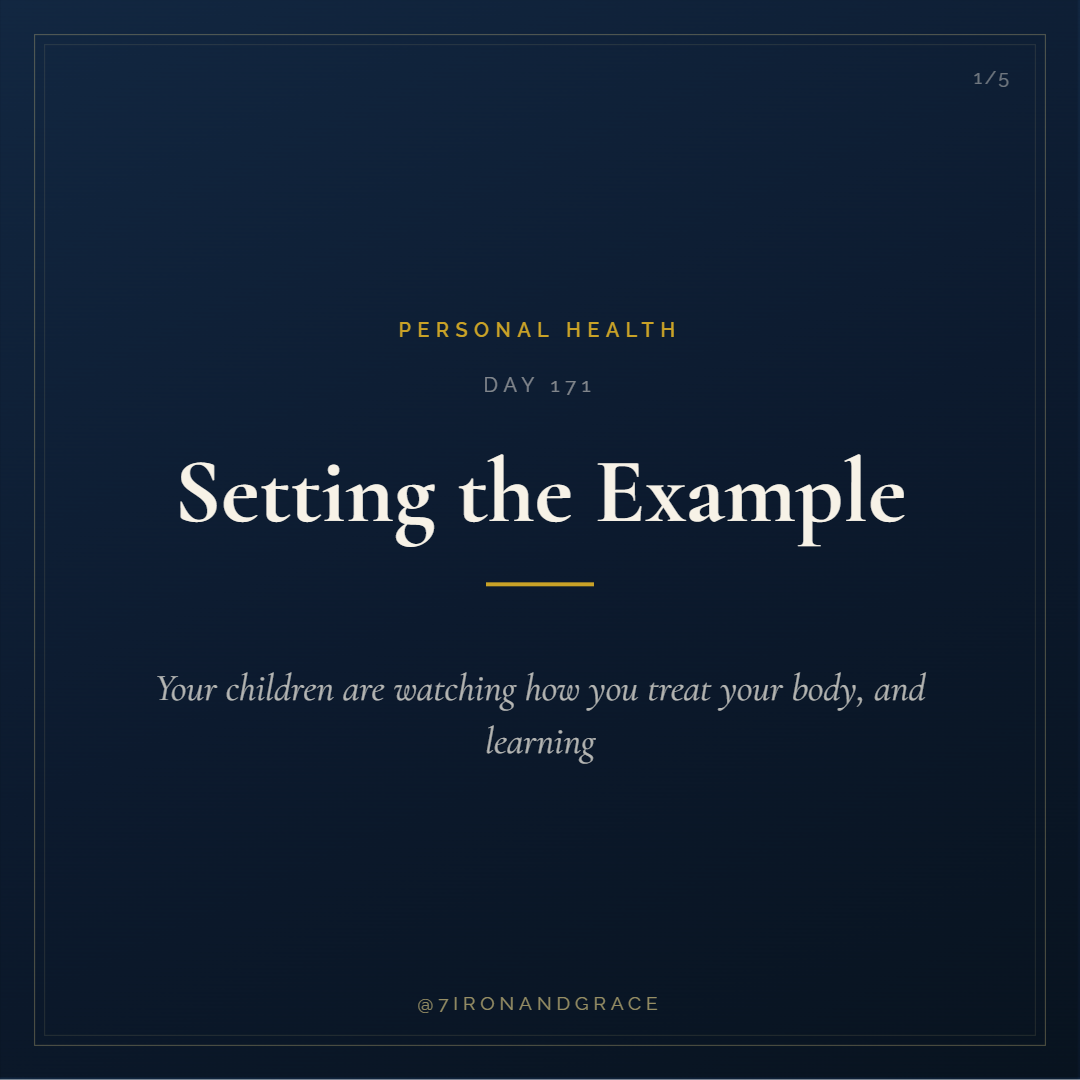 1/5
PERSONAL HEALTH
DAY 171
Setting the Example
Your children are watching how you treat your body, and
learning
@7IRONANDGRACE